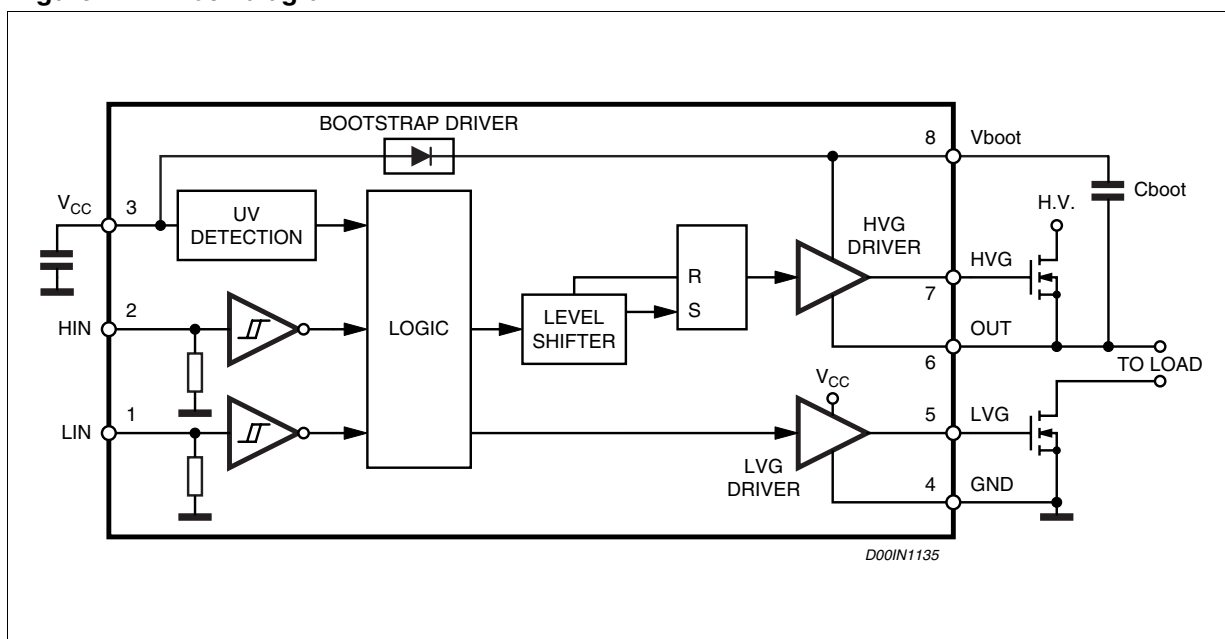 BOOTSTRAP DRIVER
8 Vboot
VCC 3
UV
DETECTION
H.V.
Cboot
HVG
DRIVER
HVG
7
R
S
2
HIN
LOGIC
LEVEL
SHIFTER
OUT
6
TO LOAD
VCC
1
LIN
5 LVG
LVG
DRIVER
4 GND
D00IN1135